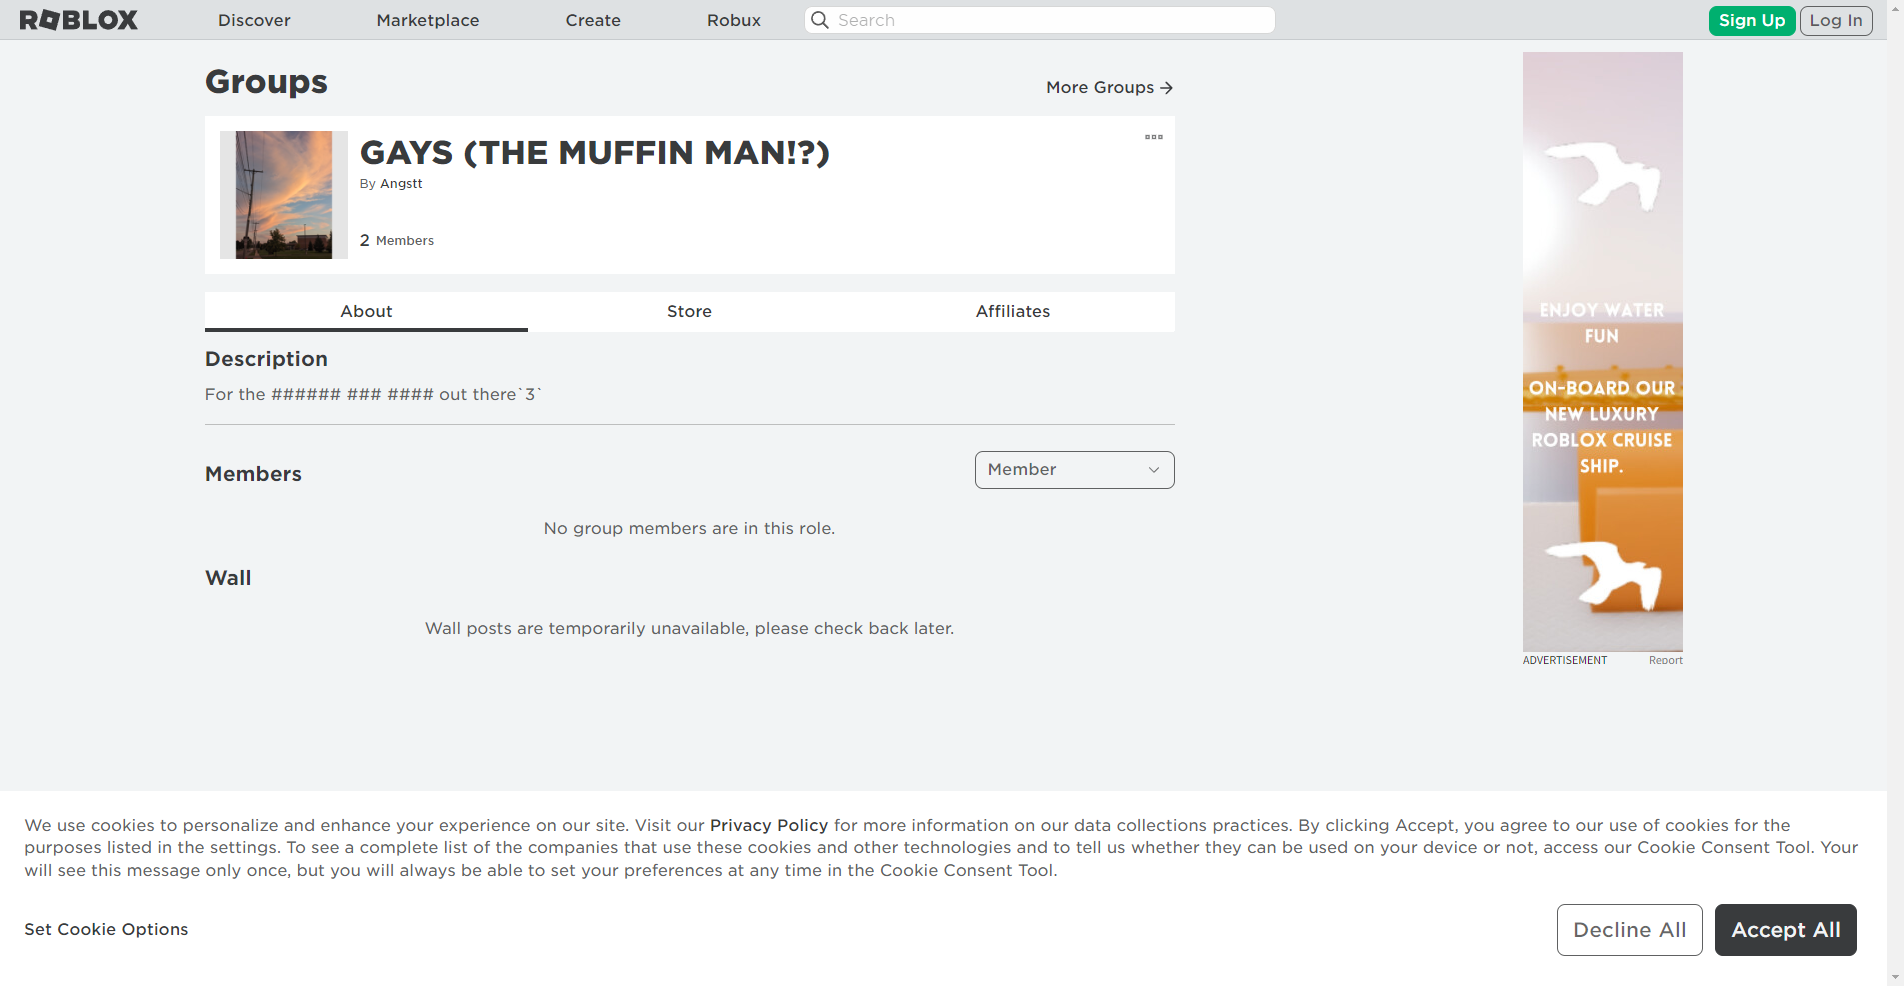 ROBLOX
Discover
Marketplace
Create
Robux
Search
Sign Up
Log In
Groups
More Groups
GAYS (THE MUFFIN MAN!?)
By Angstt
2 Members
About
Store
Affiliates
Description
For the ###### ### #### out there`3`
Members
Member
No group members are in this role.
Wall
Wall posts are temporarily unavailable, please check back later.
ENJOY WATER
FUN
ON-BOARD OUR
NEW LUXURY
ROBLOX CRUISE
SHIP.
ADVERTISEMENT
Report
We use cookies to personalize and enhance your experience on our site. Visit our Privacy Policy for more information on our data collections practices. By clicking Accept, you agree to our use of cookies for the
purposes listed in the settings. To see a complete list of the companies that use these cookies and other technologies and to tell us whether they can be used on your device or not, access our Cookie Consent Tool. Your
will see this message only once, but you will always be able to set your preferences at any time in the Cookie Consent Tool.
Set Cookie Options
Decline All
Accept All